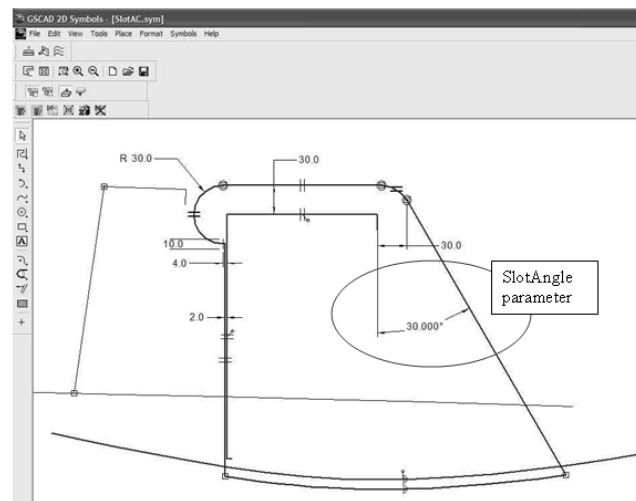 GSCAD 2D Symbols - [SlotAC.sym]
File Edit View Tools Place Format Symbols Help
R 30.0
30.0
10.0
30.0
4.0
SlotAngle
parameter
2.0
30.000°